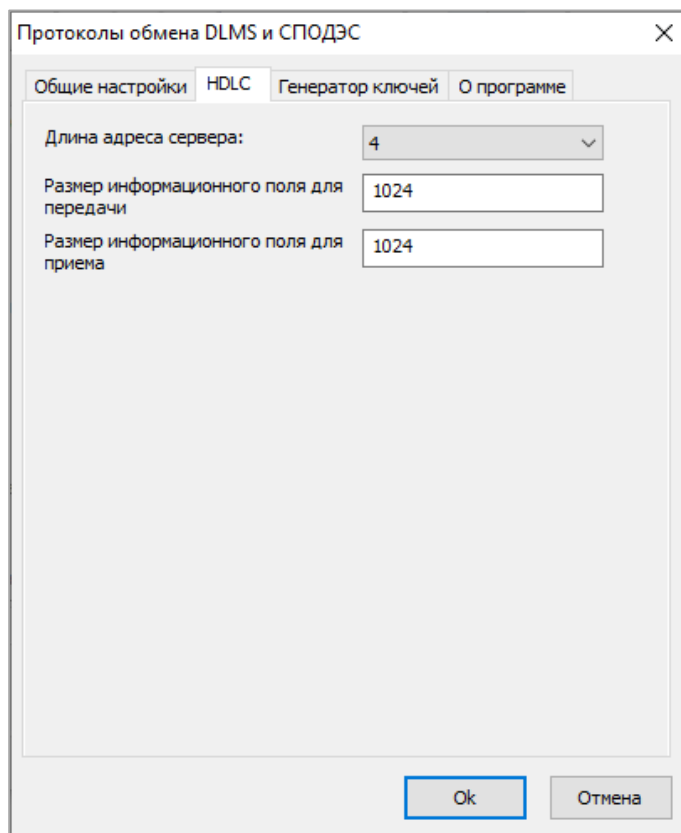 Протоколы обмена DLMS и СПОДЭС
Общие настройки HDLC Генератор ключей О программе
Длина адреса сервера: 4
Размер информационного поля для
передачи
1024
Размер информационного поля для
приема
1024
Ok Отмена